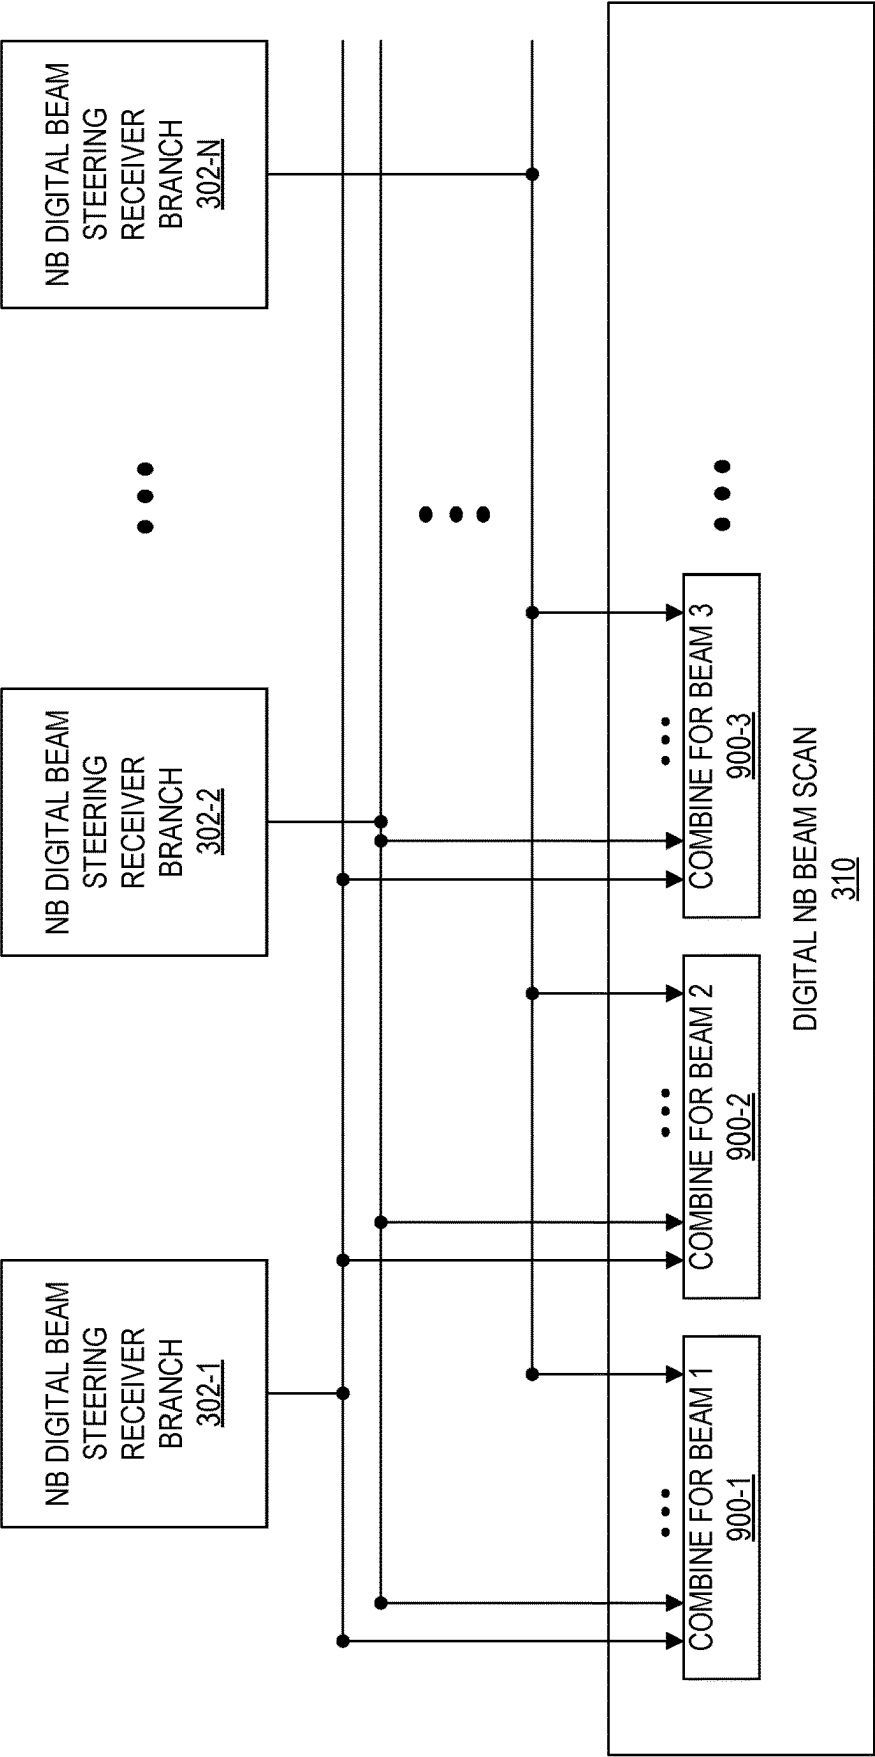 NB DIGITAL BEAM
STEERING
RECEIVER
BRANCH
302-1
NB DIGITAL BEAM
STEERING
RECEIVER
BRANCH
302-2
NB DIGITAL BEAM
STEERING
RECEIVER
BRANCH
302-N
COMBINE FOR BEAM 1
900-1
COMBINE FOR BEAM 2
900-2
COMBINE FOR BEAM 3
900-3
DIGITAL NB BEAM SCAN
310